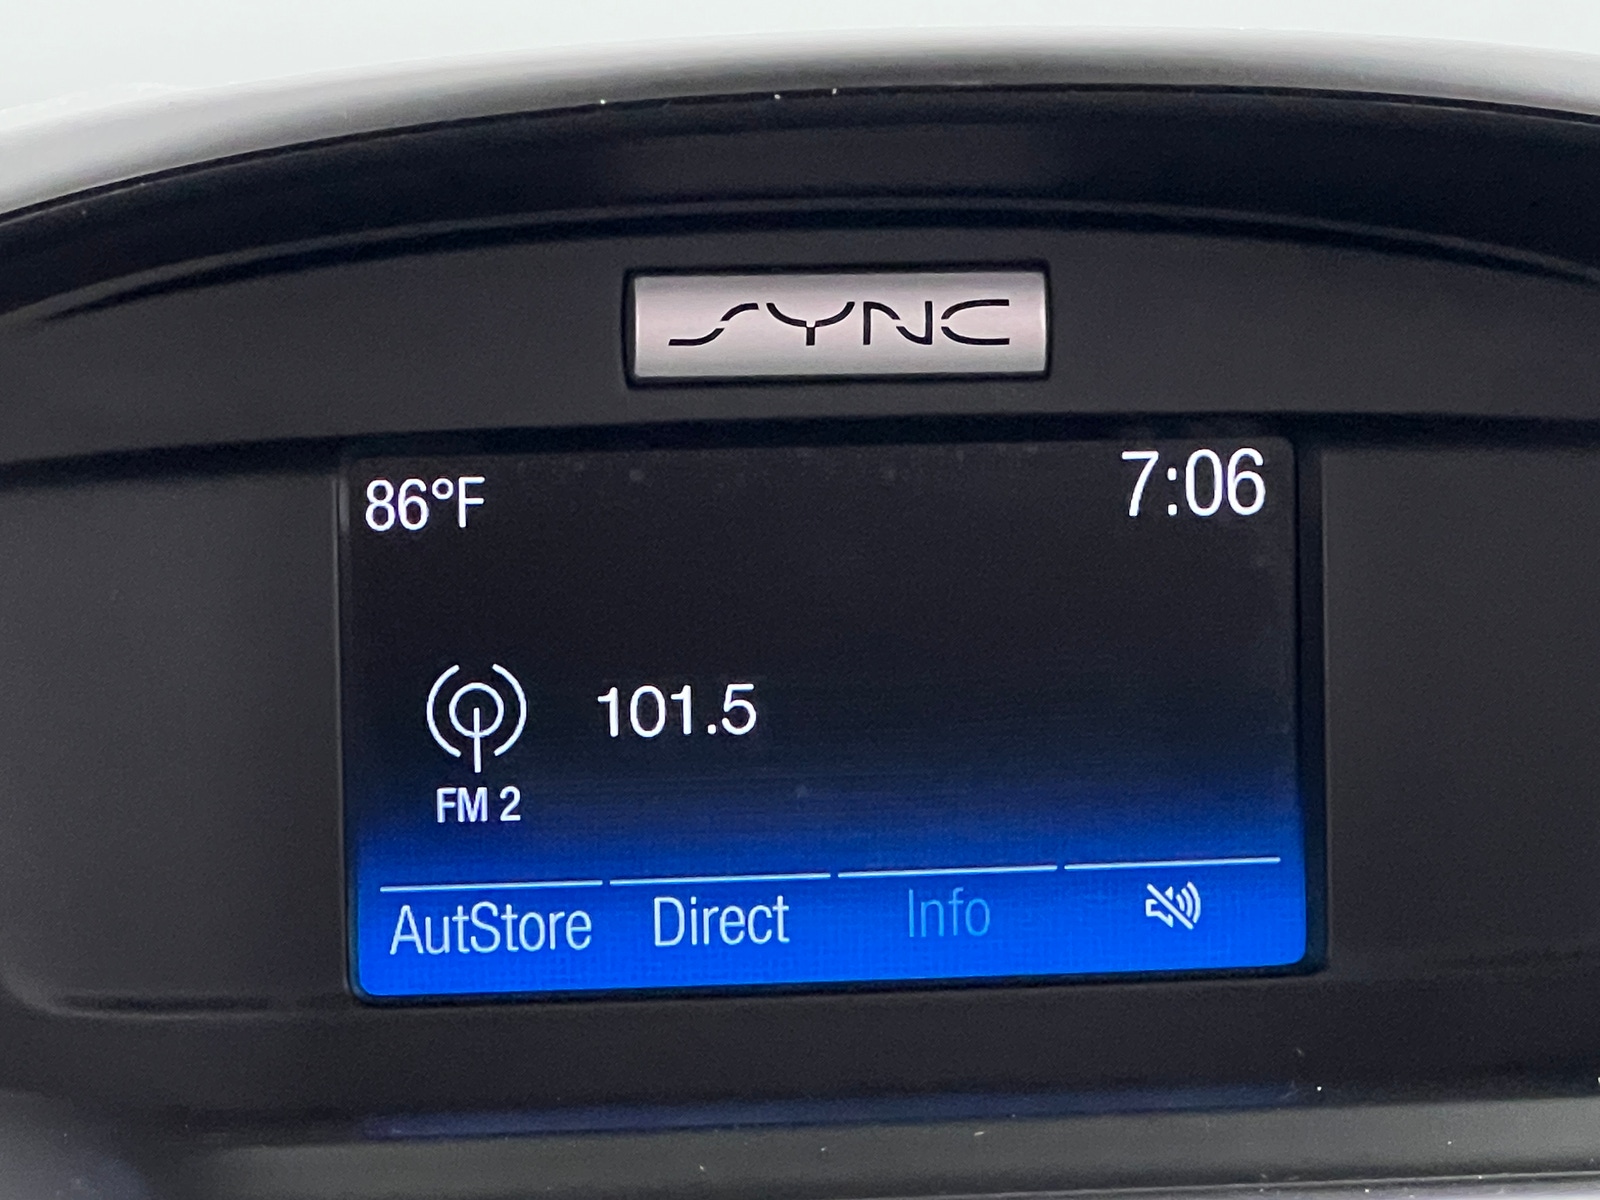 SYNC
86°F 7:06
101.5
FM 2
AutStore Direct Info